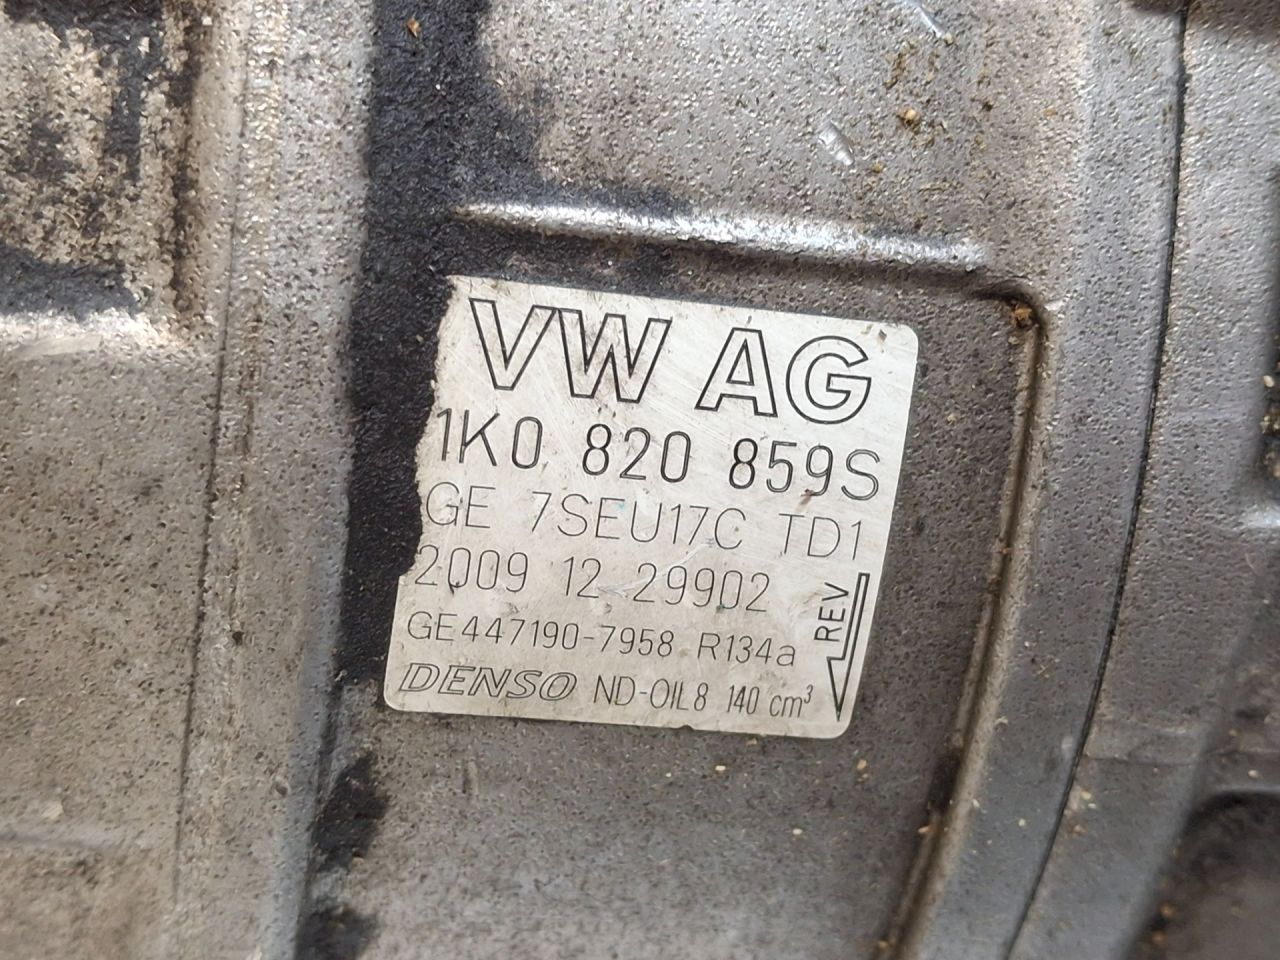 VW AG
1K0 820 859S
GE 7SEU17C TD1
2009 12 29902
GE447190-7958 R134a
DENSO ND-OIL8 140 cm³
REV